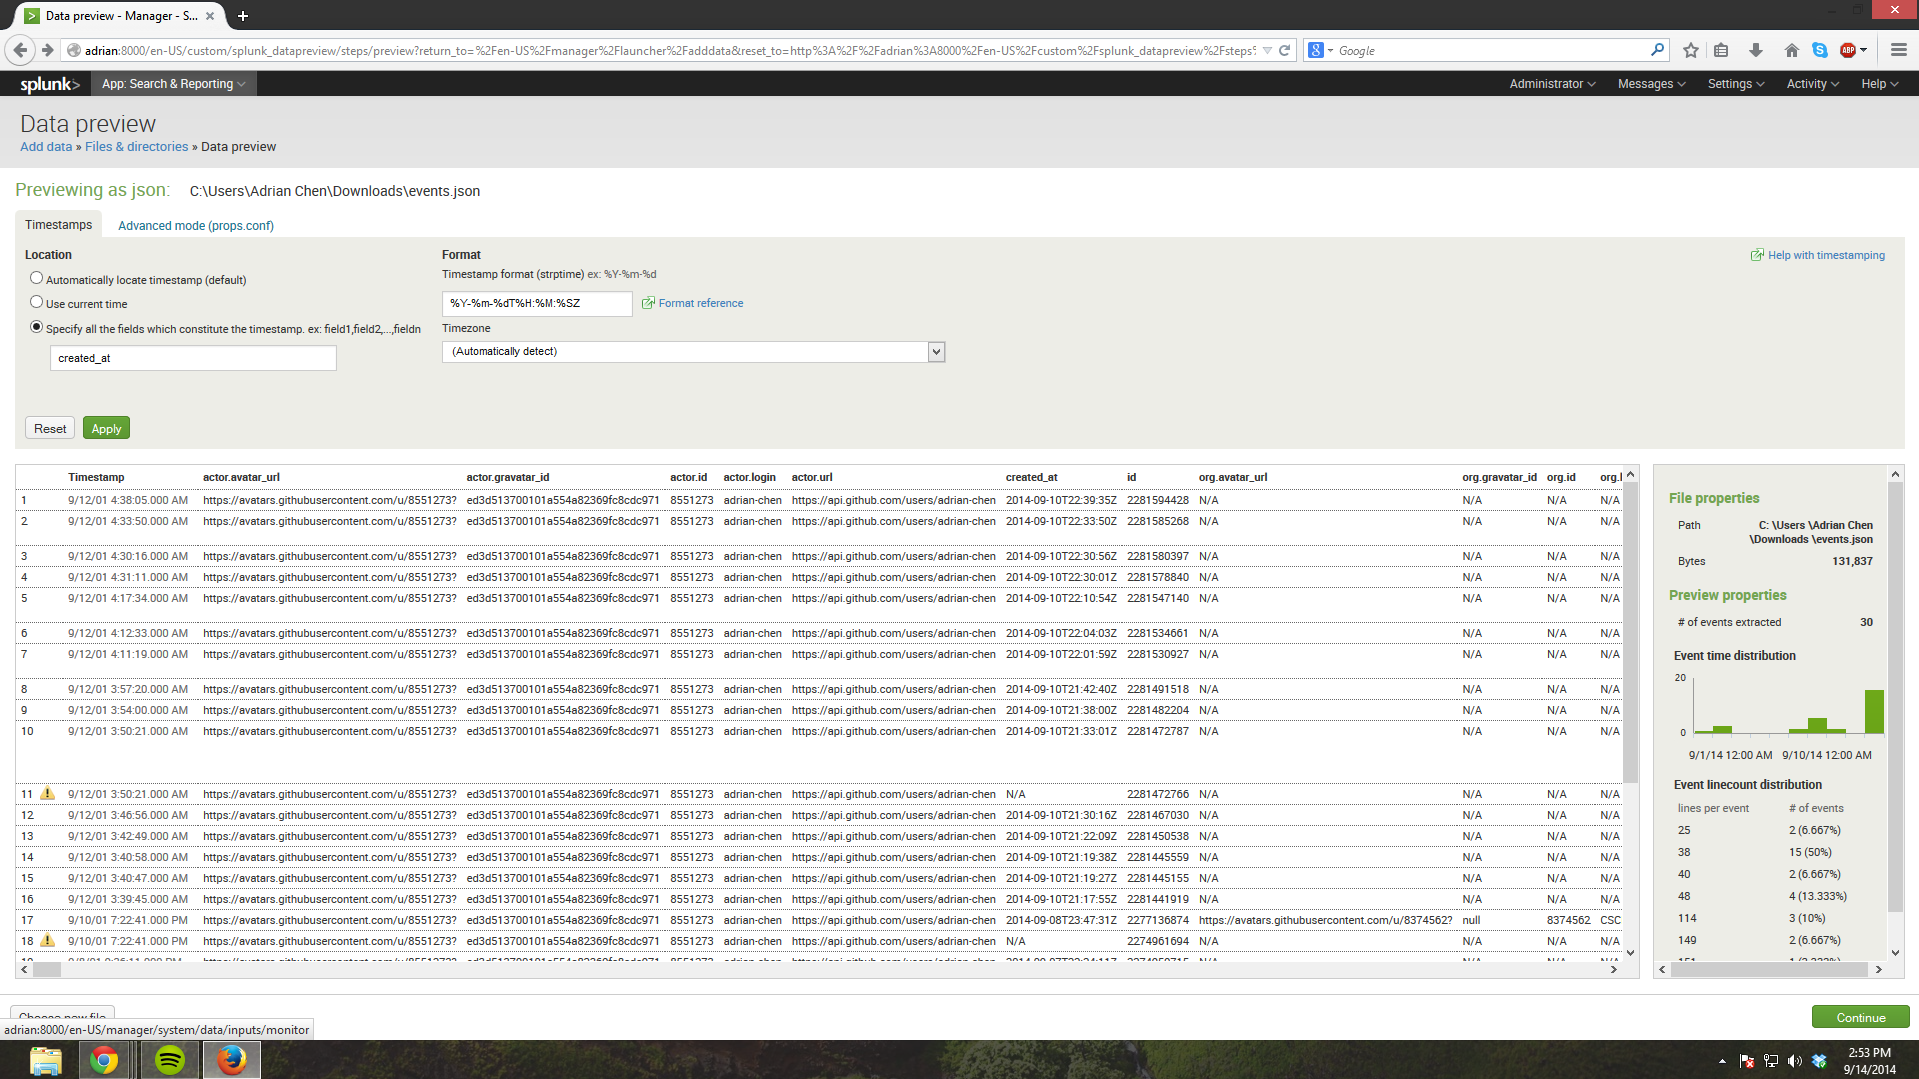 Data preview - Manager - S...
adrian:8000/en-US/custom/splunk_datapreview/steps/preview?return_to=%2Fen-US%2Fmanager%2Flauncher%2Fadddata&reset_to=http%3A%2F%2Fadrian%3A8000%2Fen-US%2Fcustom%2Fsplunk_datapreview%2Fsteps%
Google
ABP
splunk> App: Search & Reporting Administrator Messages Settings Activity Help
Data preview
Add data » Files & directories » Data preview
Previewing as json: C:\Users\Adrian Chen\Downloads\events.json
Timestamps Advanced mode (props.conf)
Location
Automatically locate timestamp (default)
Use current time
Specify all the fields which constitute the timestamp. ex: field1,field2,...,fieldn
created_at
Format
Timestamp format (strptime) ex: %Y-%m-%d
%Y-%m-%dT%H:%M:%SZ Format reference
Timezone
(Automatically detect)
Help with timestamping
Reset Apply
Timestamp actor.avatar_url actor.gravatar_id actor.id actor.login actor.url created_at id org.avatar_url org.gravatar_id org.id
1 9/12/01 4:38:05.000 AM https://avatars.githubusercontent.com/u/8551273? ed3d513700101a554a82369fc8cdc971 8551273 adrian-chen https://api.github.com/users/adrian-chen 2014-09-10T22:39:35Z 2281594428 N/A N/A N/A N/A
2 9/12/01 4:33:50.000 AM https://avatars.githubusercontent.com/u/8551273? ed3d513700101a554a82369fc8cdc971 8551273 adrian-chen https://api.github.com/users/adrian-chen 2014-09-10T22:33:50Z 2281585268 N/A N/A N/A N/A
3 9/12/01 4:30:16.000 AM https://avatars.githubusercontent.com/u/8551273? ed3d513700101a554a82369fc8cdc971 8551273 adrian-chen https://api.github.com/users/adrian-chen 2014-09-10T22:30:56Z 2281580397 N/A N/A N/A N/A
4 9/12/01 4:31:11.000 AM https://avatars.githubusercontent.com/u/8551273? ed3d513700101a554a82369fc8cdc971 8551273 adrian-chen https://api.github.com/users/adrian-chen 2014-09-10T22:30:01Z 2281578840 N/A N/A N/A N/A
5 9/12/01 4:17:34.000 AM https://avatars.githubusercontent.com/u/8551273? ed3d513700101a554a82369fc8cdc971 8551273 adrian-chen https://api.github.com/users/adrian-chen 2014-09-10T22:10:54Z 2281547140 N/A N/A N/A N/A
6 9/12/01 4:12:33.000 AM https://avatars.githubusercontent.com/u/8551273? ed3d513700101a554a82369fc8cdc971 8551273 adrian-chen https://api.github.com/users/adrian-chen 2014-09-10T22:04:03Z 2281534661 N/A N/A N/A N/A
7 9/12/01 4:11:19.000 AM https://avatars.githubusercontent.com/u/8551273? ed3d513700101a554a82369fc8cdc971 8551273 adrian-chen https://api.github.com/users/adrian-chen 2014-09-10T22:01:59Z 2281530927 N/A N/A N/A N/A
8 9/12/01 3:57:20.000 AM https://avatars.githubusercontent.com/u/8551273? ed3d513700101a554a82369fc8cdc971 8551273 adrian-chen https://api.github.com/users/adrian-chen 2014-09-10T21:42:40Z 2281491518 N/A N/A N/A N/A
9 9/12/01 3:54:00.000 AM https://avatars.githubusercontent.com/u/8551273? ed3d513700101a554a82369fc8cdc971 8551273 adrian-chen https://api.github.com/users/adrian-chen 2014-09-10T21:38:00Z 2281482204 N/A N/A N/A N/A
10 9/12/01 3:50:21.000 AM https://avatars.githubusercontent.com/u/8551273? ed3d513700101a554a82369fc8cdc971 8551273 adrian-chen https://api.github.com/users/adrian-chen 2014-09-10T21:33:01Z 2281472787 N/A N/A N/A N/A
11 9/12/01 3:50:21.000 AM https://avatars.githubusercontent.com/u/8551273? ed3d513700101a554a82369fc8cdc971 8551273 adrian-chen https://api.github.com/users/adrian-chen N/A 2281472766 N/A N/A N/A N/A
12 9/12/01 3:46:56.000 AM https://avatars.githubusercontent.com/u/8551273? ed3d513700101a554a82369fc8cdc971 8551273 adrian-chen https://api.github.com/users/adrian-chen 2014-09-10T21:30:16Z 2281467030 N/A N/A N/A N/A
13 9/12/01 3:42:49.000 AM https://avatars.githubusercontent.com/u/8551273? ed3d513700101a554a82369fc8cdc971 8551273 adrian-chen https://api.github.com/users/adrian-chen 2014-09-10T21:22:09Z 2281450538 N/A N/A N/A N/A
14 9/12/01 3:40:58.000 AM https://avatars.githubusercontent.com/u/8551273? ed3d513700101a554a82369fc8cdc971 8551273 adrian-chen https://api.github.com/users/adrian-chen 2014-09-10T21:19:38Z 2281445559 N/A N/A N/A N/A
15 9/12/01 3:40:47.000 AM https://avatars.githubusercontent.com/u/8551273? ed3d513700101a554a82369fc8cdc971 8551273 adrian-chen https://api.github.com/users/adrian-chen 2014-09-10T21:19:27Z 2281445155 N/A N/A N/A N/A
16 9/12/01 3:39:45.000 AM https://avatars.githubusercontent.com/u/8551273? ed3d513700101a554a82369fc8cdc971 8551273 adrian-chen https://api.github.com/users/adrian-chen 2014-09-10T21:17:55Z 2281441919 N/A N/A N/A N/A
17 9/10/01 7:22:41.000 PM https://avatars.githubusercontent.com/u/8551273? ed3d513700101a554a82369fc8cdc971 8551273 adrian-chen https://api.github.com/users/adrian-chen 2014-09-08T23:47:31Z 2277136874 https://avatars.githubusercontent.com/u/8374562? null 8374562 CSC
18 9/10/01 7:22:41.000 PM https://avatars.githubusercontent.com/u/8551273? ed3d513700101a554a82369fc8cdc971 8551273 adrian-chen https://api.github.com/users/adrian-chen N/A 2274961694 N/A N/A N/A N/A
File properties
Path C: \Users \Adrian Chen
\Downloads \events.json
Bytes 131,837
Preview properties
# of events extracted 30
Event time distribution
20
0
9/1/14 12:00 AM 9/10/14 12:00 AM
Event linecount distribution
lines per event # of events
25 2 (6.667%)
38 15 (50%)
40 2 (6.667%)
48 4 (13.333%)
114 3 (10%)
149 2 (6.667%)
Choose new file
Continue
adrian:8000/en-US/manager/system/data/inputs/monitor
2:53 PM
9/14/2014